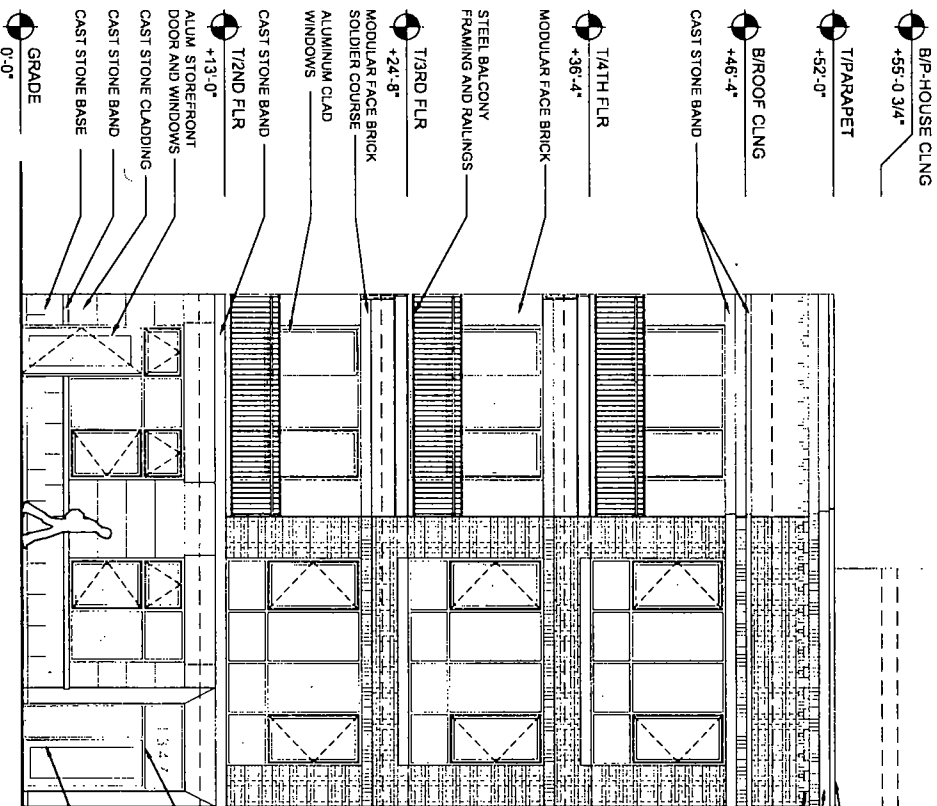 B/P-HOUSE CLNG
+55'-0 3/4"
T/PARAPET
+52'-0"
B/ROOF CLNG
+46'-4"
CAST STONE BAND
T/4TH FLR
+36'-4"
MODULAR FACE BRICK
STEEL BALCONY
FRAMING AND RAILINGS
T/3RD FLR
+24'-8"
MODULAR FACE BRICK
SOLDIER COURSE
ALUMINUM CLAD
WINDOWS
CAST STONE BAND
T/2ND FLR
+13'-0"
ALUM STOREFRONT
DOOR AND WINDOWS
CAST STONE CLADDING
CAST STONE BAND
CAST STONE BASE
GRADE
0'-0"